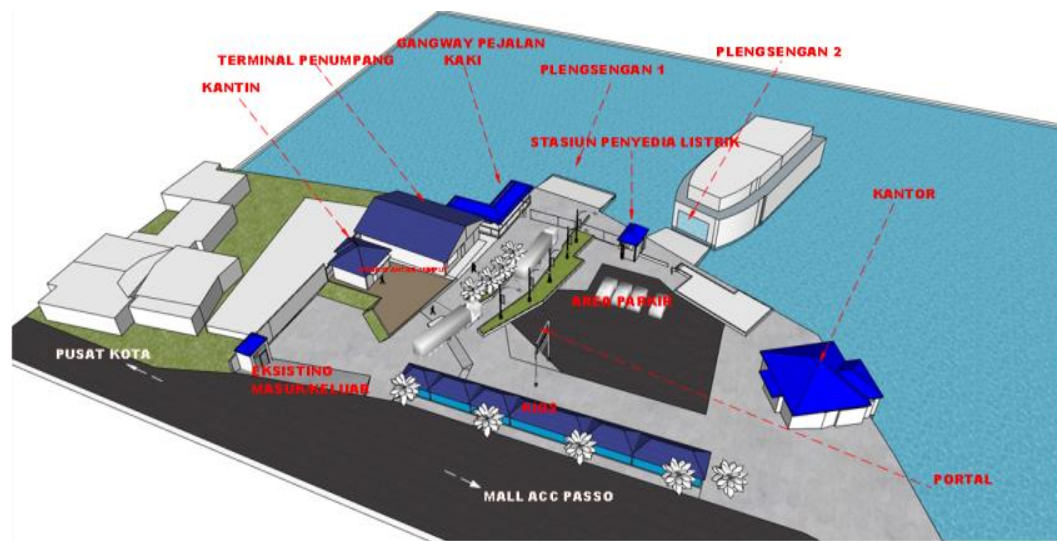 GANGWAY PEJALAN
KAKI
PLENGSENGAN 2
TERMINAL PENUMPANG
PLENGSENGAN 1
KANTIN
STASIUN PENYEDIA LISTRIK
KANTOR
AREA PARKIR
PUSAT KOTA
EKSISTING
MASUK-KELUAR
KIOS
PORTAL
MALL ACC PASSO